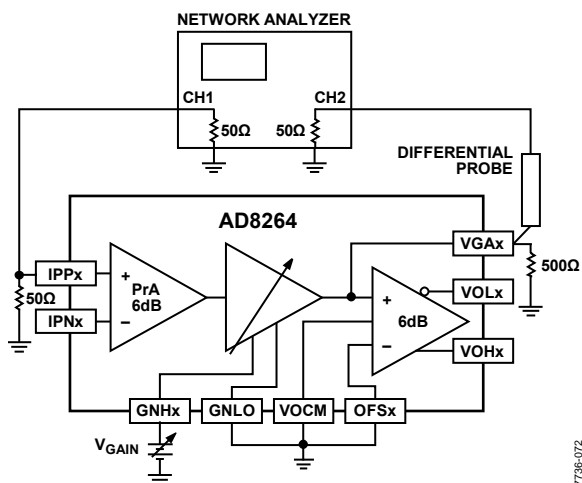 NETWORK ANALYZER
CH1
CH2
50Ω
50Ω
DIFFERENTIAL
PROBE
AD8264
VGAx
IPPx
PrA
6dB
+
−
+
−
6dB
500Ω
VOLx
50Ω
IPNx
VOHx
GNHx
GNLO
VOCM
OFSx
VGAIN
7736-072